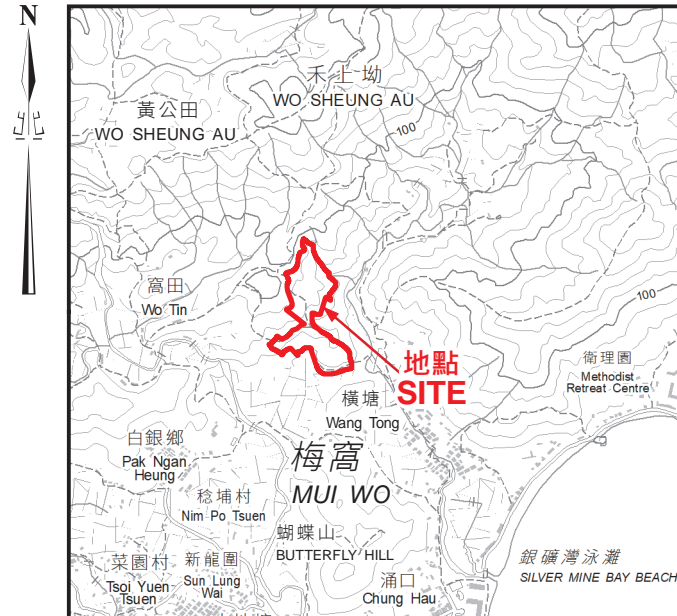 N
禾上坳
WO SHEUNG AU
黃公田
WO SHEUNG AU
100
窩田
Wo Tin
100
地點
SITE
衛理園
Methodist
Retreat Centre
橫塘
Wang Tong
白銀鄉
Pak Ngan
Heung
梅窩
MUI WO
稔埔村
Nim Po Tsuen
蝴蝶山
BUTTERFLY HILL
菜園村
Tsoi Yuen
Tsuen
新龍圍
Sun Lung
Wai
涌口
Chung Hau
銀礦灣泳灘
SILVER MINE BAY BEACH